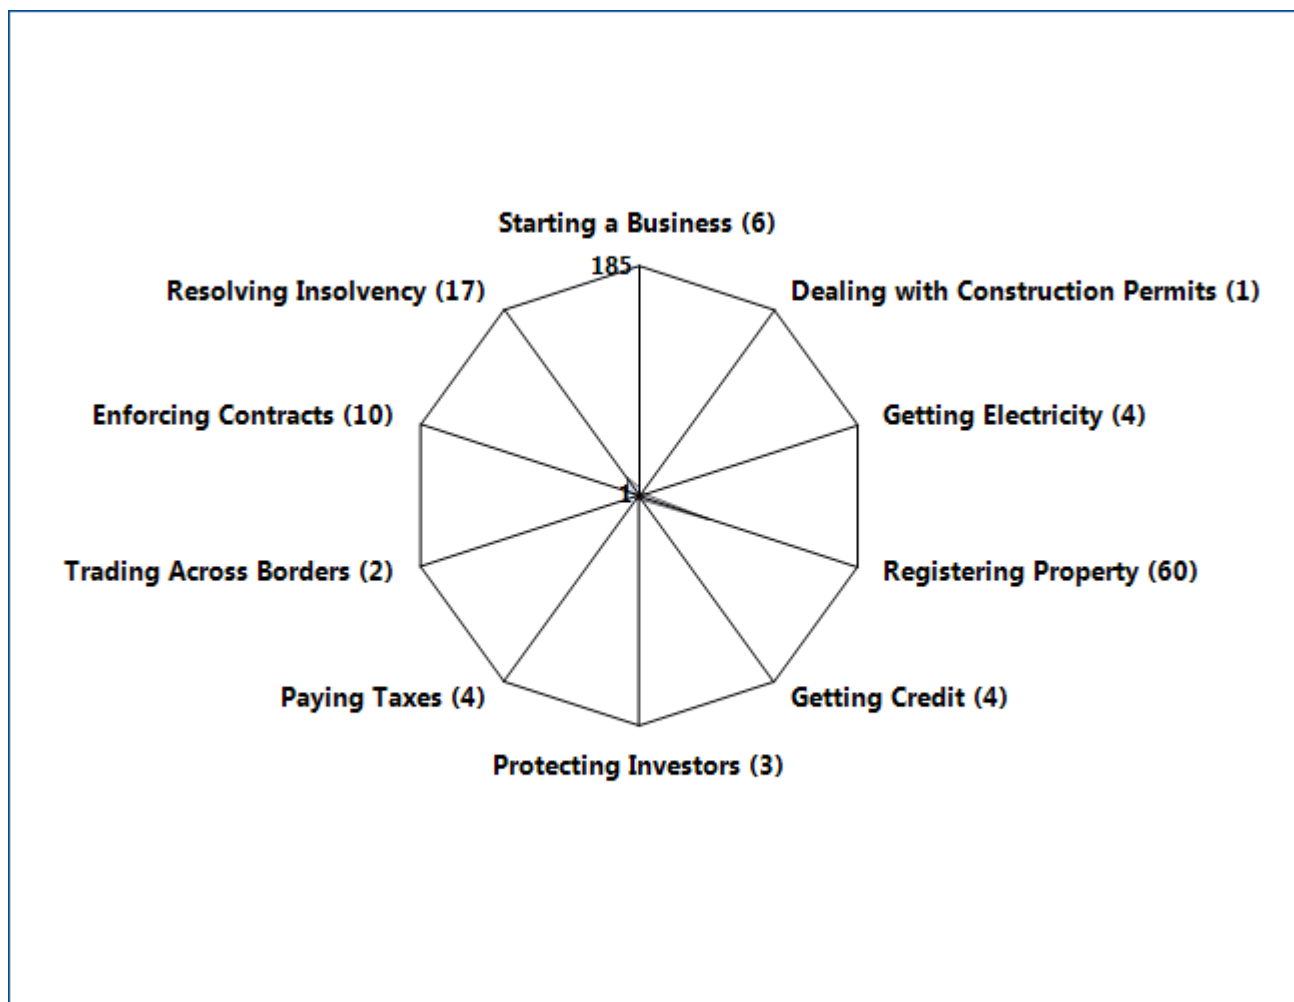 Starting a Business (6)
185
Resolving Insolvency (17)
Dealing with Construction Permits (1)
Enforcing Contracts (10)
Getting Electricity (4)
1
Trading Across Borders (2)
Registering Property (60)
Paying Taxes (4)
Getting Credit (4)
Protecting Investors (3)